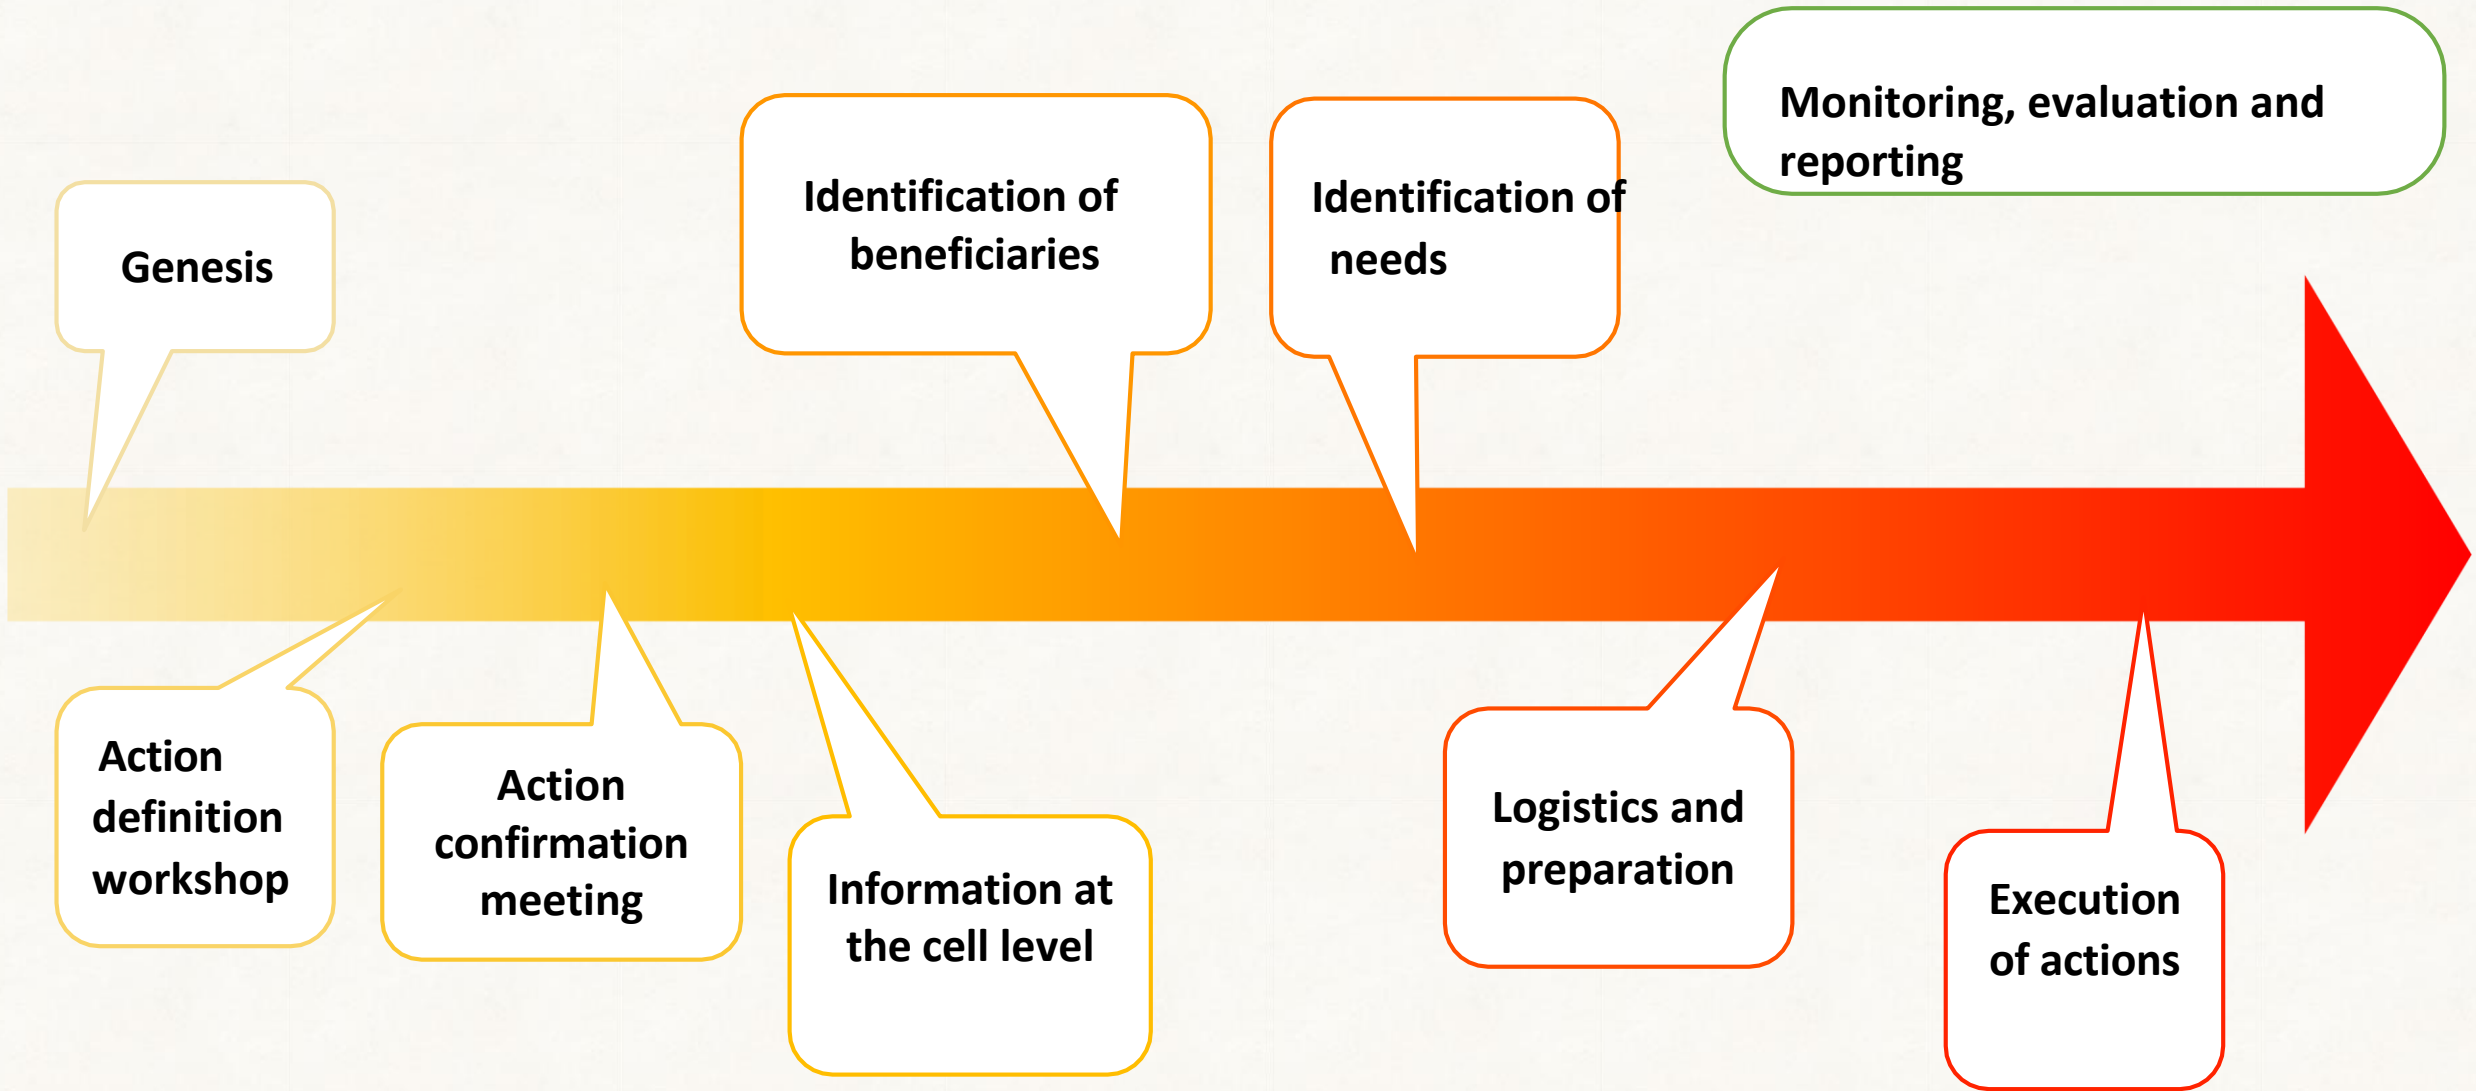 Monitoring, evaluation and
reporting
Identification of
beneficiaries
Identification of
needs
Genesis
Action
definition
workshop
Action
confirmation
meeting
Information at
the cell level
Logistics and
preparation
Execution
of actions